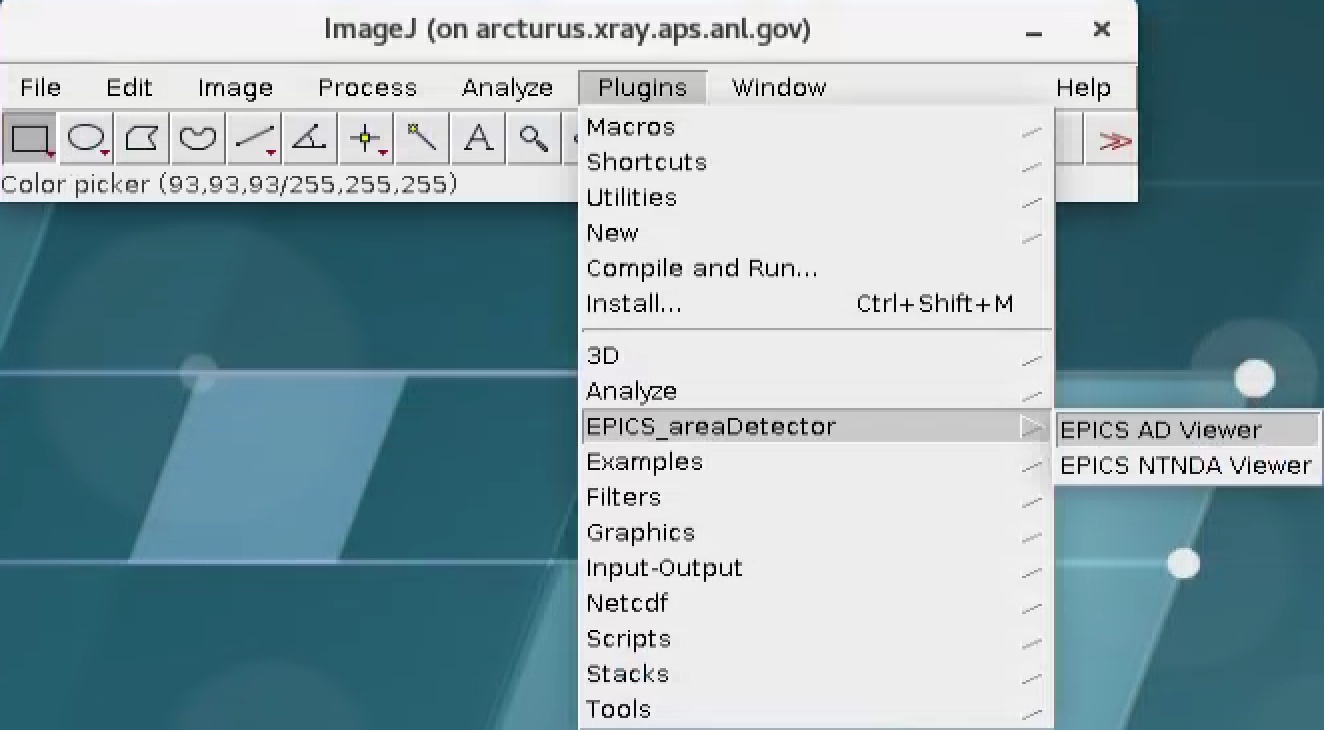 ImageJ (on arcturus.xray.aps.anl.gov)
File Edit Image Process Analyze Plugins Window Help
Color picker (93,93,93/255,255,255)
Macros
Shortcuts
Utilities
New
Compile and Run...
Install... Ctrl+Shift+M
3D
Analyze
EPICS_areaDetector
EPICS AD Viewer
EPICS NTNDA Viewer
Examples
Filters
Graphics
Input-Output
Netcdf
Scripts
Stacks
Tools